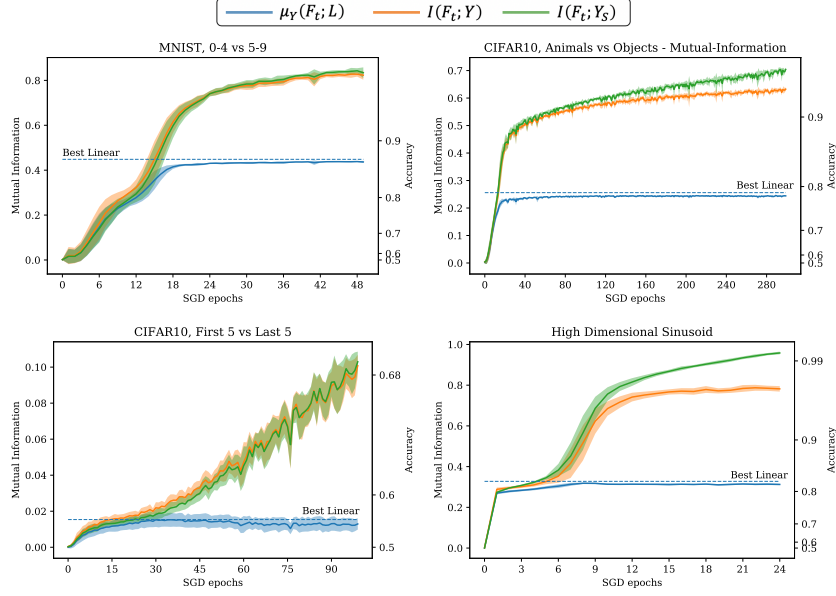 μ_Y(F_t; L) I(F_t; Y) I(F_t; Y_S)
MNIST, 0-4 vs 5-9
Mutual Information
0.8
0.6
0.4
0.2
0.0
Best Linear
0.9
0.8
0.7
0.6
0.5
Accuracy
0 6 12 18 24 30 36 42 48
SGD epochs
CIFAR10, Animals vs Objects - Mutual-Information
Mutual Information
0.7
0.6
0.5
0.4
0.3
0.2
0.1
0.0
Best Linear
0.9
0.8
0.7
0.6
0.5
Accuracy
0 40 80 120 160 200 240 280
SGD epochs
CIFAR10, First 5 vs Last 5
Mutual Information
0.10
0.08
0.06
0.04
0.02
0.00
Best Linear
0.68
0.6
0.5
Accuracy
0 15 30 45 60 75 90
SGD epochs
High Dimensional Sinusoid
Mutual Information
1.0
0.8
0.6
0.4
0.2
0.0
Best Linear
0.99
0.9
0.8
0.7
0.6
0.5
Accuracy
0 3 6 9 12 15 18 21 24
SGD epochs